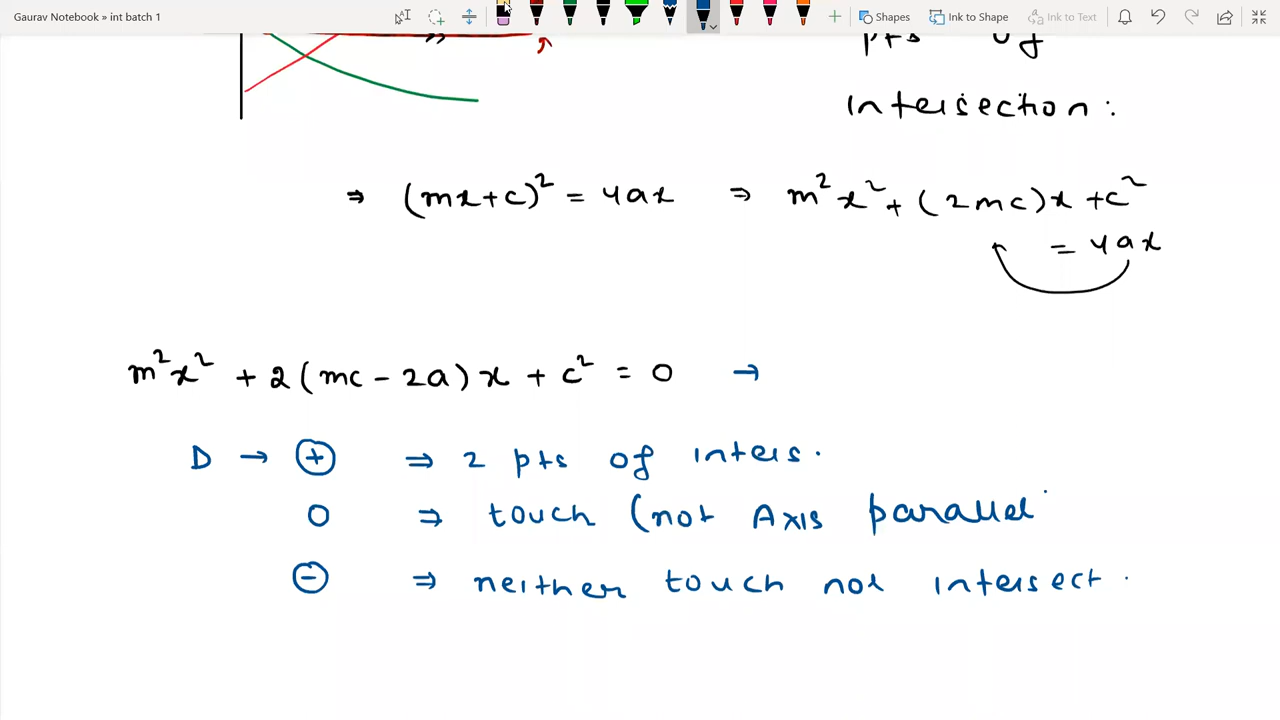 Gaurav Notebook » int batch 1
Shapes
Ink to Shape
Ink to Text
pts of
intersection:
⇒ (mx+c)² = 4ax ⇒ m²x² + (2mc)x + c²
= 4ax
m²x² + 2(mc - 2a)x + c² = 0 →
D → + ⇒ 2 pts of inters.
0 ⇒ touch (not Axis parallel
- ⇒ neither touch nor intersect.